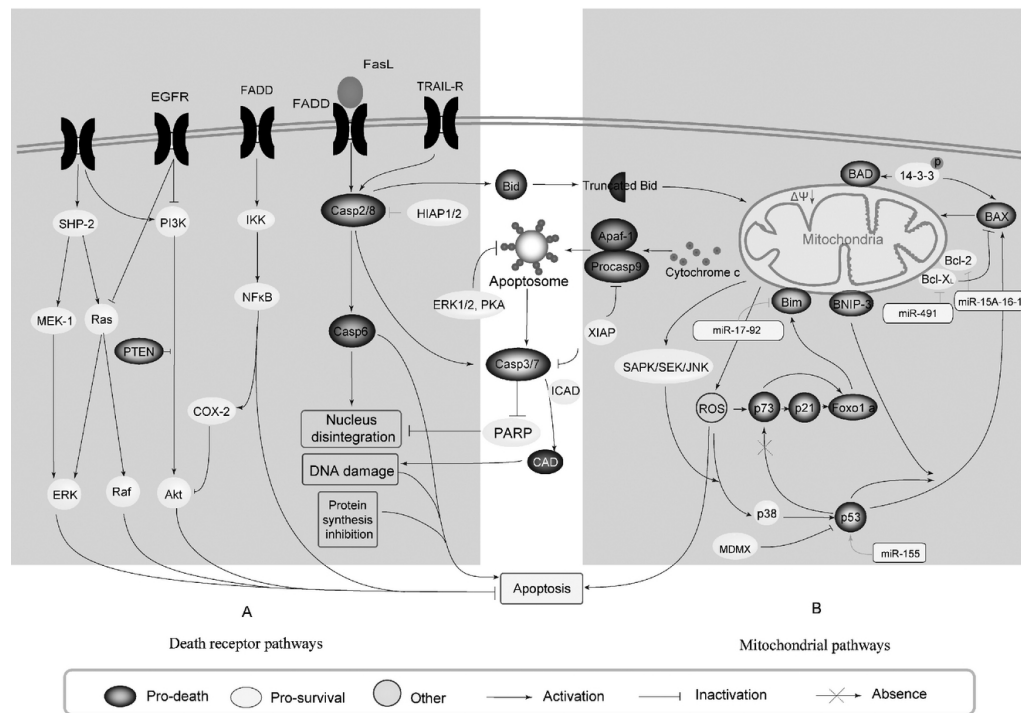 FasL
EGFR
FADD
FADD
TRAIL-R
SHP-2
PI3K
IKK
Casp2/8
HIAP1/2
Bid
Truncated Bid
BAD
14-3-3
p
BAX
ΔΨ
Mitochondria
Bcl-2
Bcl-XL
miR-491
miR-15A-16-1
Apaf-1
Procasp9
Cytochrome c
Apoptosome
ERK1/2, PKA
MEK-1
Ras
NFκB
PTEN
Casp6
XIAP
miR-17-92
Bim
BNIP-3
Casp3/7
ICAD
SAPK/SEK/JNK
COX-2
Nucleus
disintegration
PARP
ROS
p73
p21
Foxo1 a
DNA damage
CAD
ERK
Raf
Akt
Protein
synthesis
inhibition
p38
p53
MDMX
miR-155
Apoptosis
A
B
Death receptor pathways
Mitochondrial pathways
Pro-death
Pro-survival
Other
Activation
Inactivation
Absence